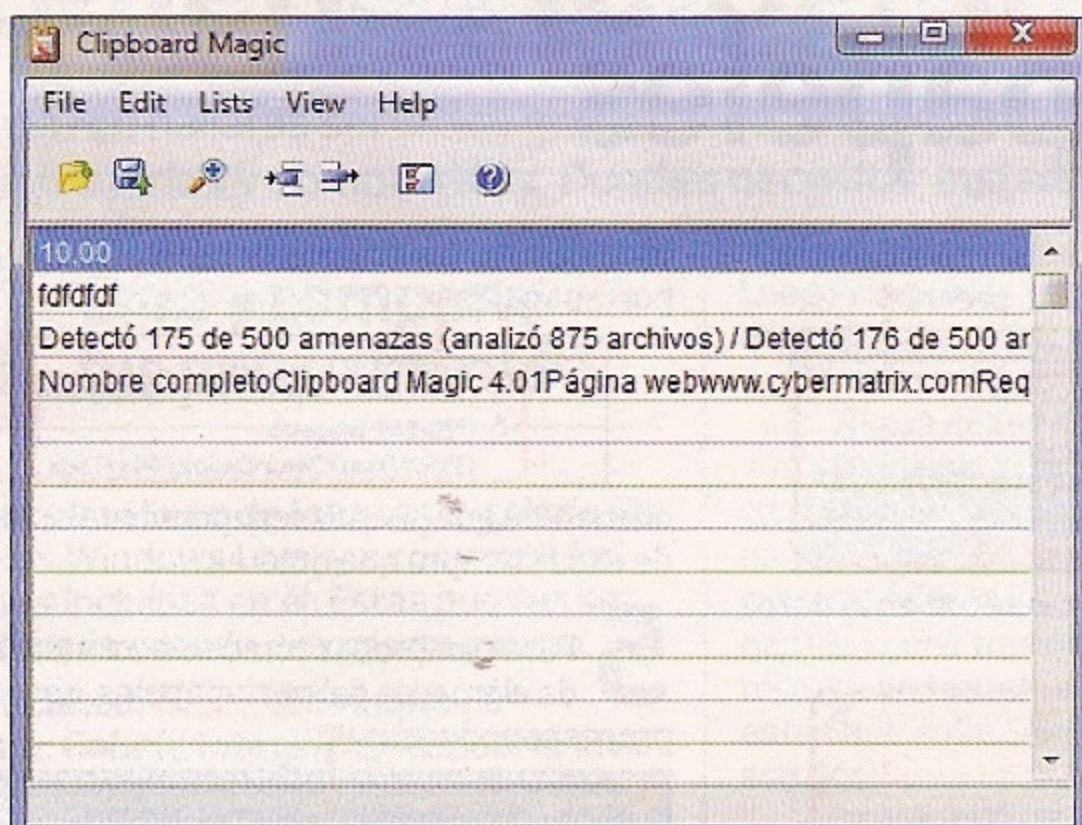 Clipboard Magic
File Edit Lists View Help
10,00
fdfdfdf
Detectó 175 de 500 amenazas (analizó 875 archivos) / Detectó 176 de 500 ar
Nombre completoClipboard Magic 4.01Página webwww.cybermatrix.comReq